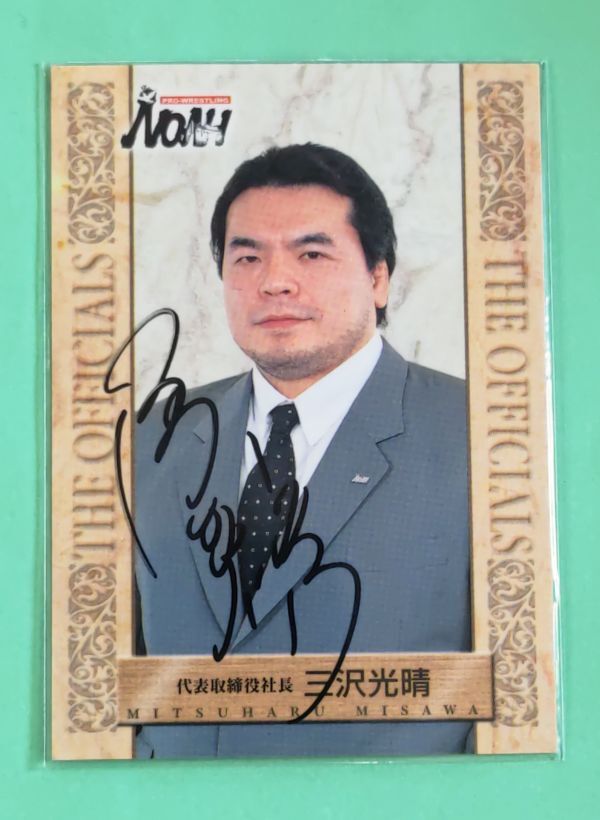 PRO-WRESTLING
NOAH
THE OFFICIALS
THE OFFICIALS
NOAH
代表取締役社長 三沢光晴
MITSUHARU MISAWA